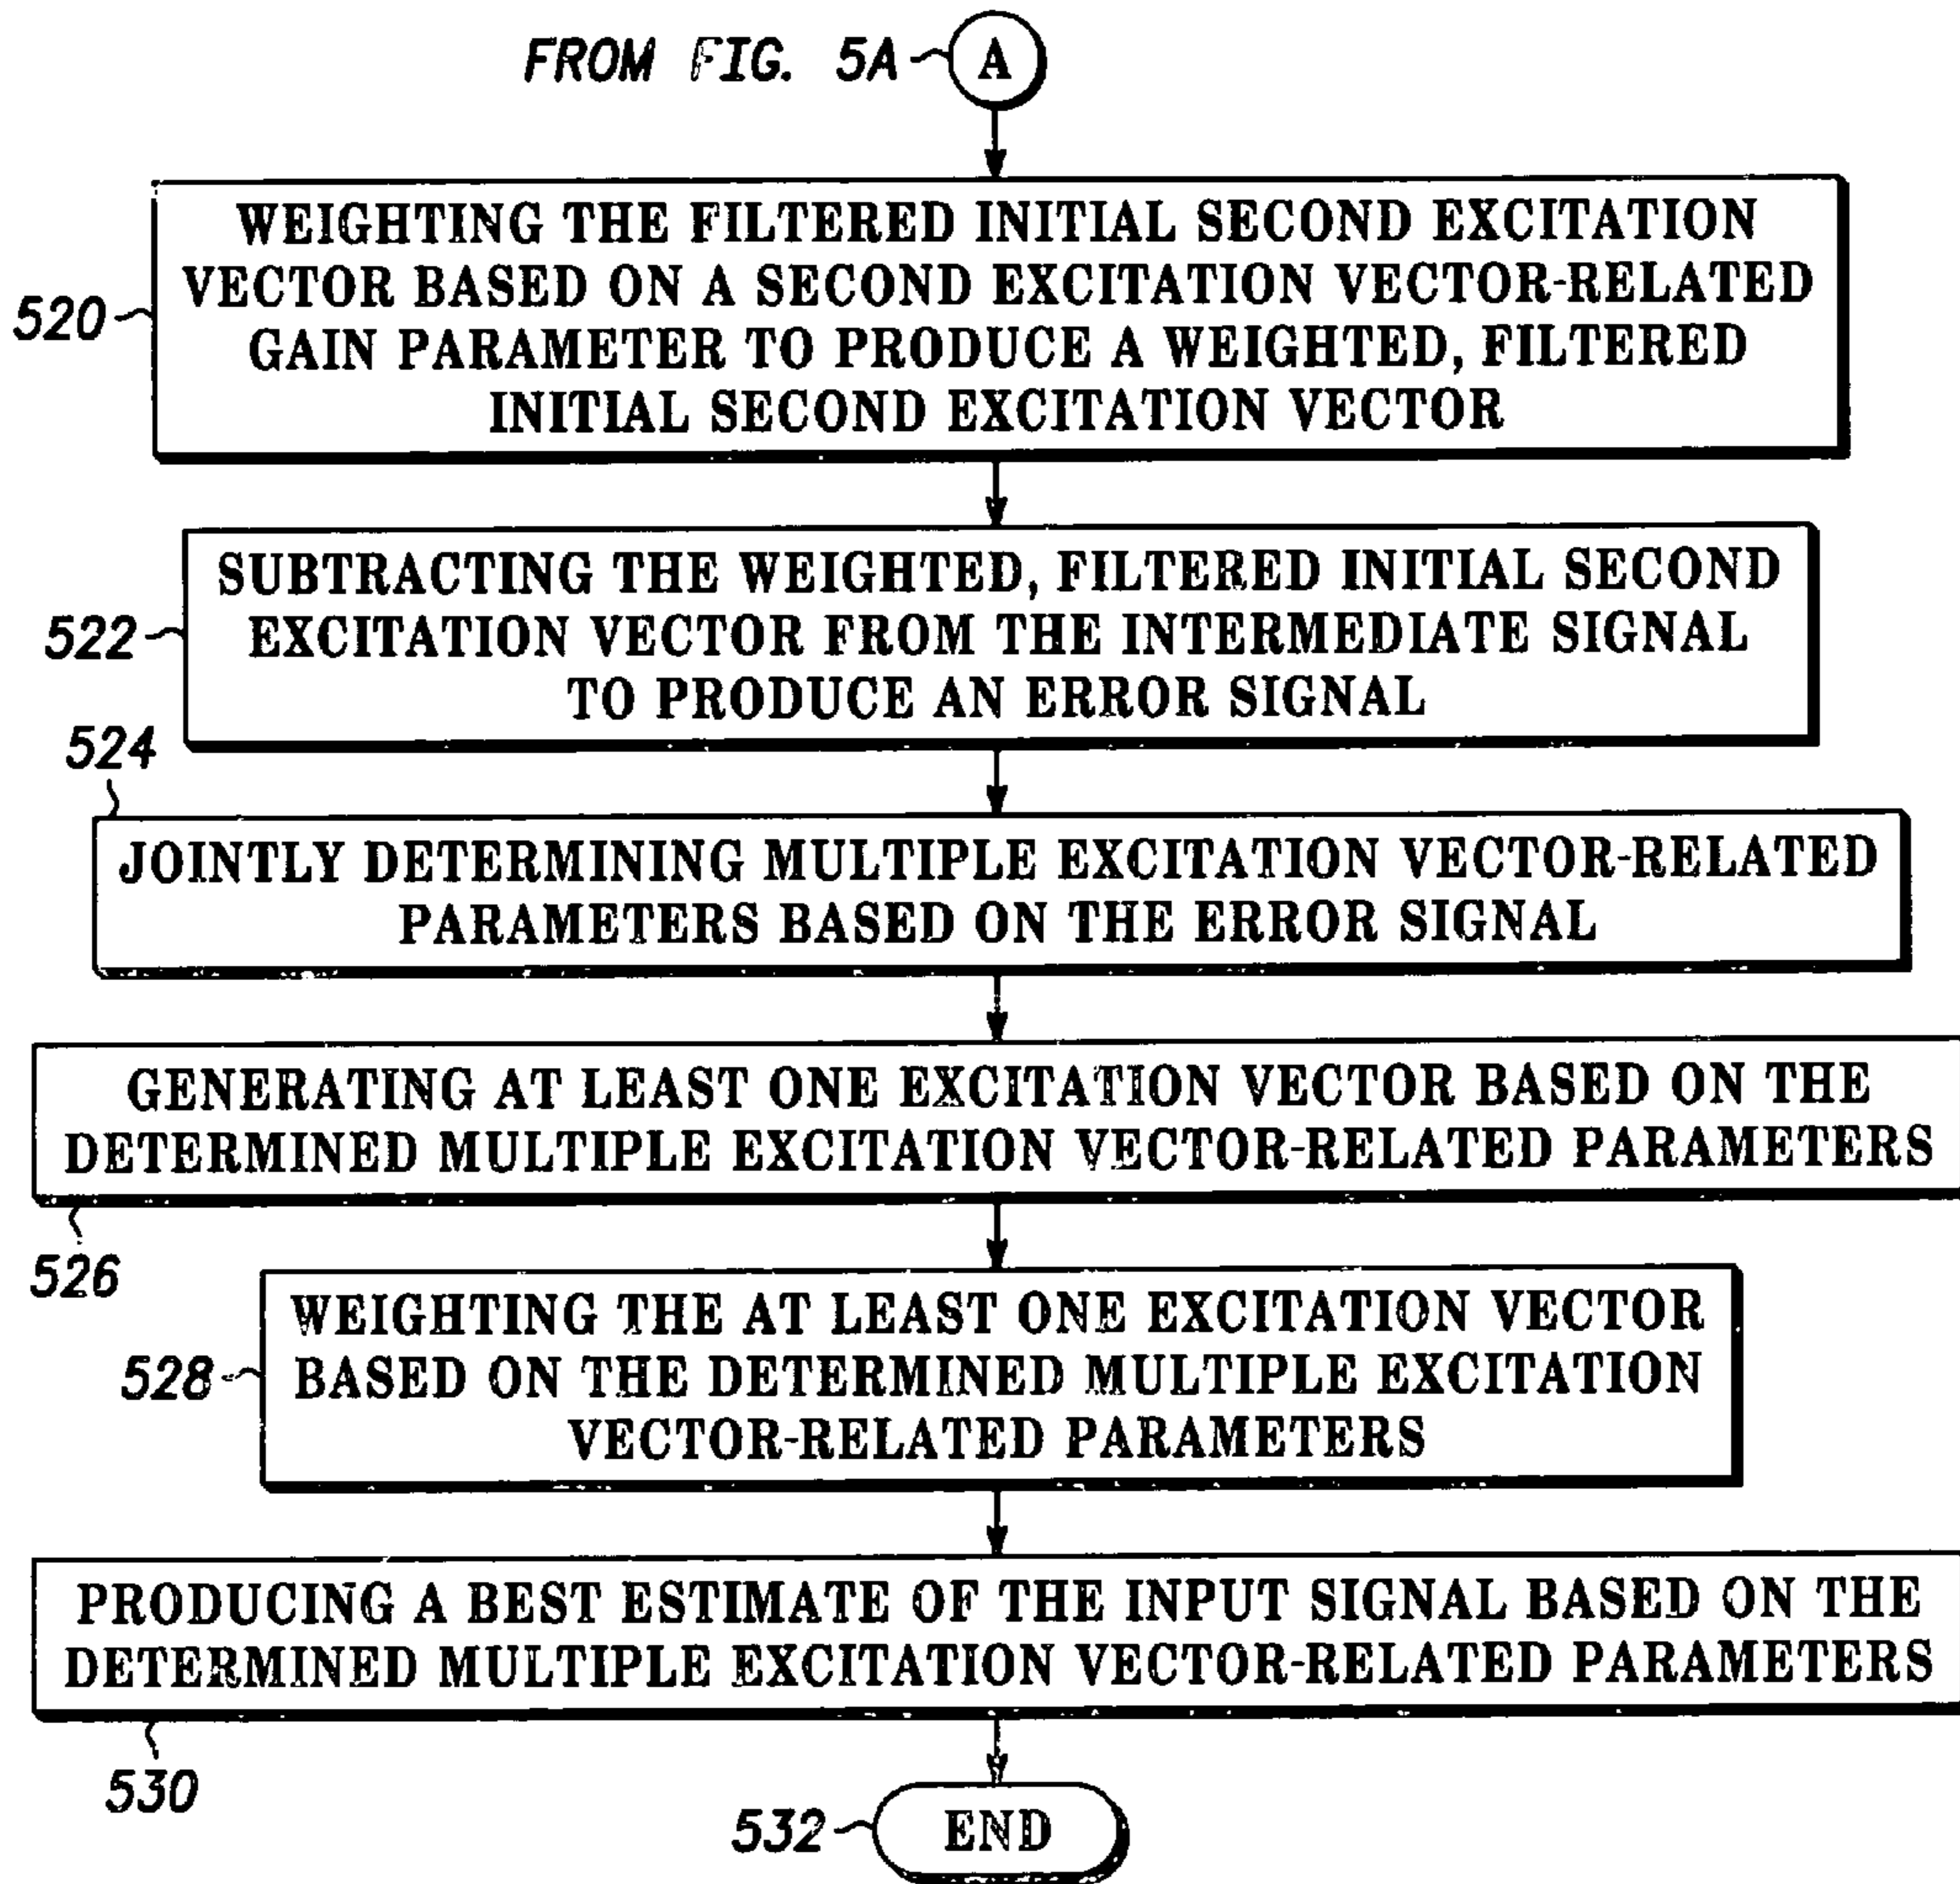 FROM FIG. 5A
A
WEIGHTING THE FILTERED INITIAL SECOND EXCITATION
VECTOR BASED ON A SECOND EXCITATION VECTOR-RELATED
GAIN PARAMETER TO PRODUCE A WEIGHTED, FILTERED
INITIAL SECOND EXCITATION VECTOR
520
SUBTRACTING THE WEIGHTED, FILTERED INITIAL SECOND
EXCITATION VECTOR FROM THE INTERMEDIATE SIGNAL
TO PRODUCE AN ERROR SIGNAL
522
524
JOINTLY DETERMINING MULTIPLE EXCITATION VECTOR-RELATED
PARAMETERS BASED ON THE ERROR SIGNAL
GENERATING AT LEAST ONE EXCITATION VECTOR BASED ON THE
DETERMINED MULTIPLE EXCITATION VECTOR-RELATED PARAMETERS
526
WEIGHTING THE AT LEAST ONE EXCITATION VECTOR
BASED ON THE DETERMINED MULTIPLE EXCITATION
VECTOR-RELATED PARAMETERS
528
PRODUCING A BEST ESTIMATE OF THE INPUT SIGNAL BASED ON THE
DETERMINED MULTIPLE EXCITATION VECTOR-RELATED PARAMETERS
530
532
END